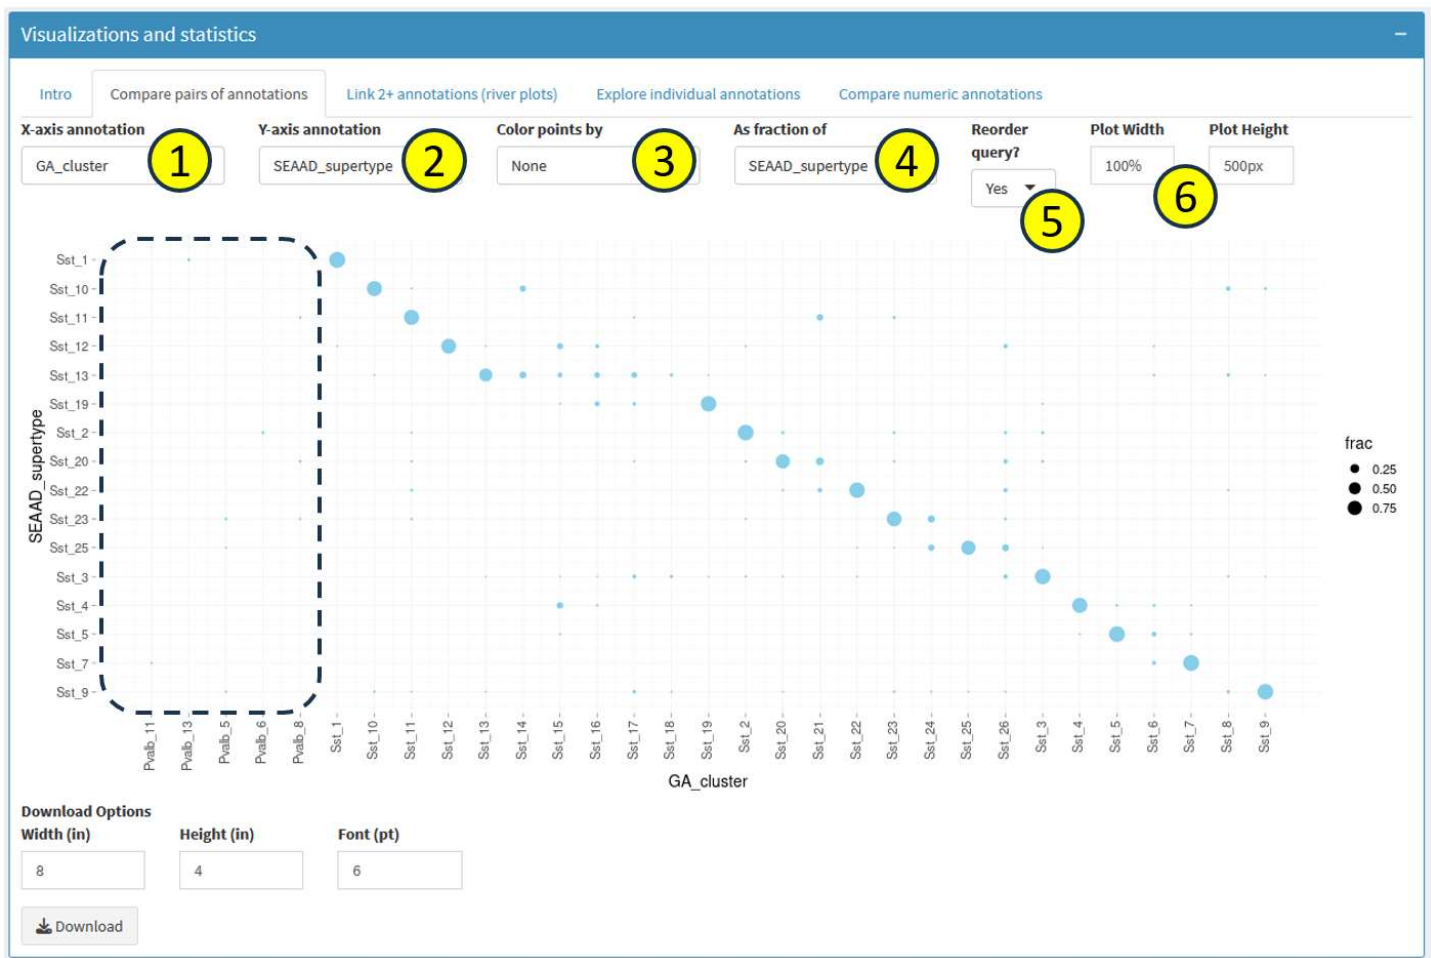 Visualizations and statistics
–
Intro
Compare pairs of annotations
Link 2+ annotations (river plots)
Explore individual annotations
Compare numeric annotations
X-axis annotation
Y-axis annotation
Color points by
As fraction of
Reorder
query?
Plot Width
Plot Height
GA_cluster
1
SEAAD_supertype
2
None
3
SEAAD_supertype
4
Yes
5
100%
6
500px
SEAAD_supertype
Sst_1
Sst_10
Sst_11
Sst_12
Sst_13
Sst_19
Sst_2
Sst_20
Sst_22
Sst_23
Sst_25
Sst_3
Sst_4
Sst_5
Sst_7
Sst_9
frac
0.25
0.50
0.75
Pvalb_11
Pvalb_13
Pvalb_5
Pvalb_6
Pvalb_8
Sst_1
Sst_10
Sst_11
Sst_12
Sst_13
Sst_14
Sst_15
Sst_16
Sst_17
Sst_18
Sst_19
Sst_2
Sst_20
Sst_21
Sst_22
Sst_23
Sst_24
Sst_25
Sst_26
Sst_3
Sst_4
Sst_5
Sst_6
Sst_7
Sst_8
Sst_9
GA_cluster
Download Options
Width (in)
Height (in)
Font (pt)
8
4
6
Download